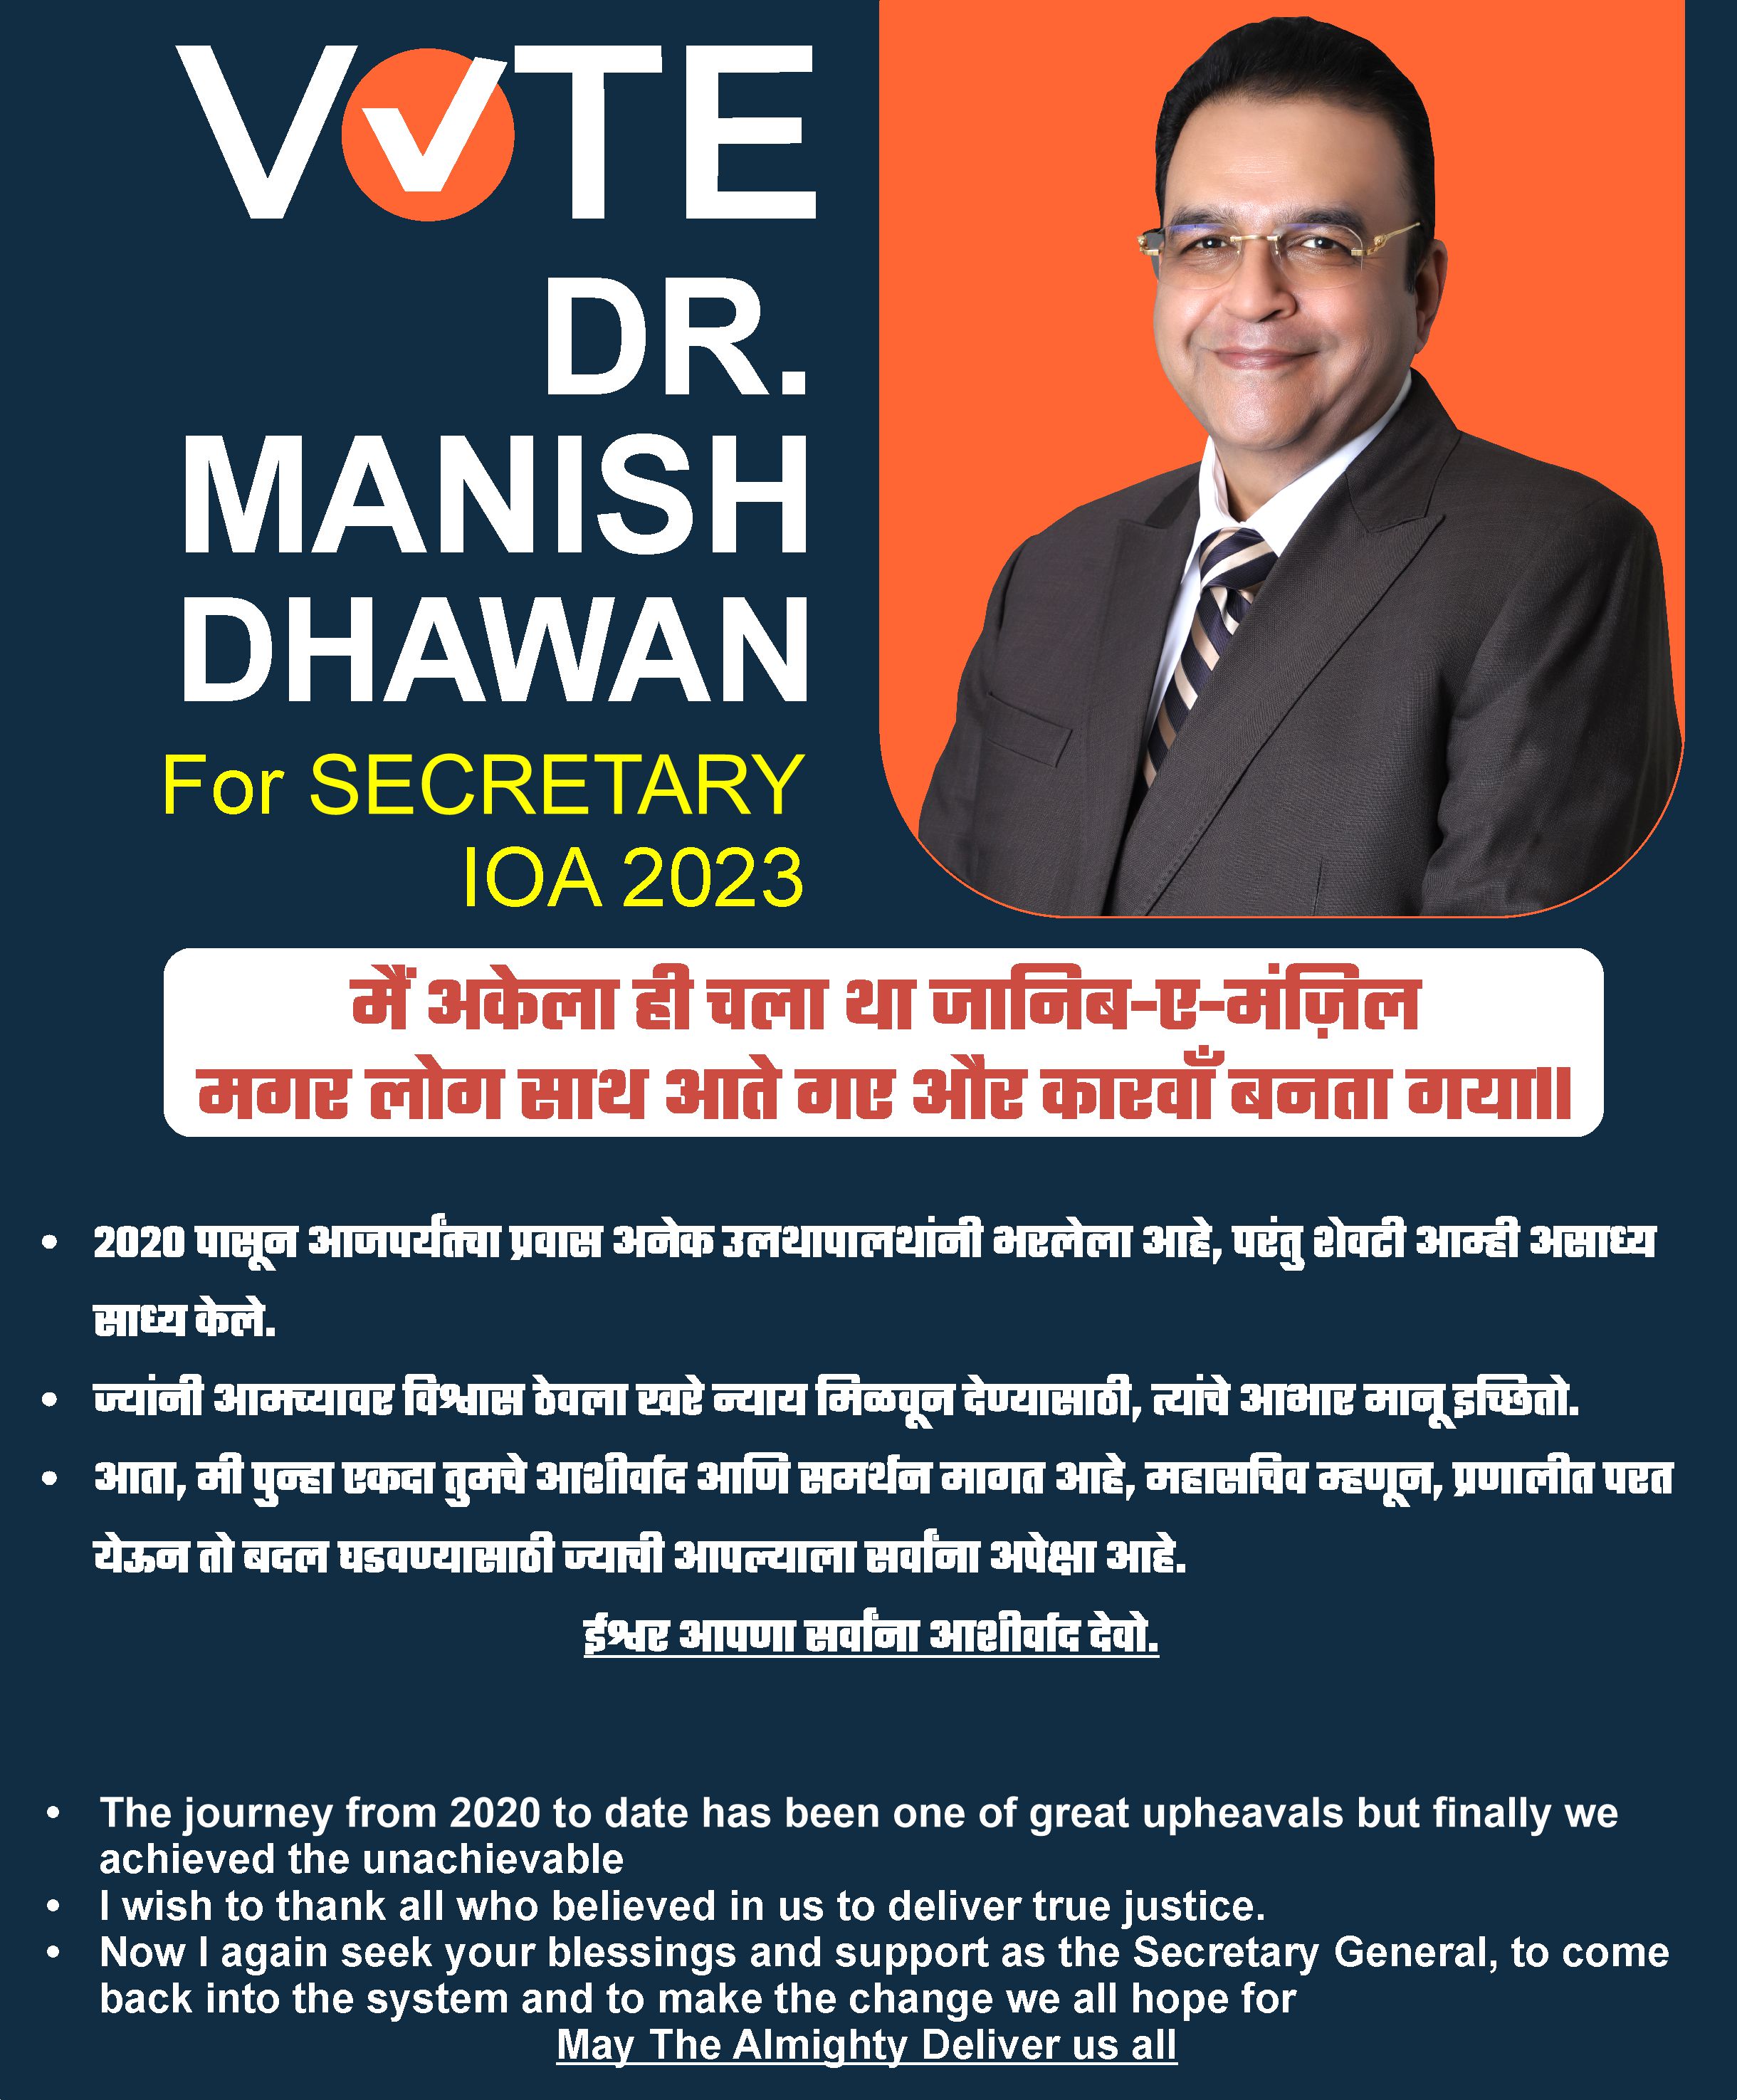 VOTE
DR.
MANISH
DHAWAN
For SECRETARY
IOA 2023
मैं अकेला ही चला था जानिब-ए-मंज़िल
मगर लोग साथ आते गए और कारवाँ बनता गया॥
• 2020 पासून आजपर्यंतचा प्रवास अनेक उलथापालथांनी भरलेला आहे, परंतु शेवटी आम्ही असाध्य
साध्य केले.
• ज्यांनी आमच्यावर विश्वास ठेवला खरे न्याय मिळवून देण्यासाठी, त्यांचे आभार मानू इच्छितो.
• आता, मी पुन्हा एकदा तुमचे आशीर्वाद आणि समर्थन मागत आहे, महासचिव म्हणून, प्रणालीत परत
येऊन तो बदल घडवण्यासाठी ज्याची आपल्याला सर्वांना अपेक्षा आहे.
ईश्वर आपणा सर्वांना आशीर्वाद देवो.
• The journey from 2020 to date has been one of great upheavals but finally we
achieved the unachievable
• I wish to thank all who believed in us to deliver true justice.
• Now I again seek your blessings and support as the Secretary General, to come
back into the system and to make the change we all hope for
May The Almighty Deliver us all